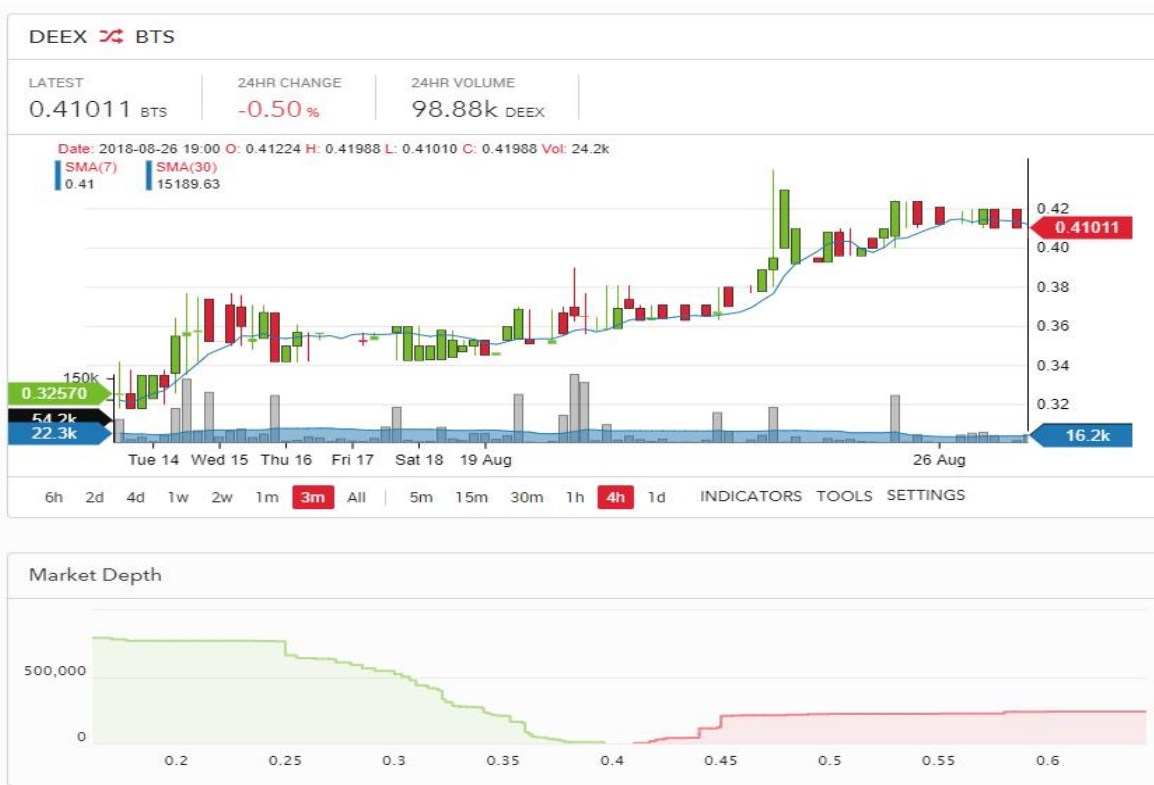 DEEX BTS
LATEST 24HR CHANGE 24HR VOLUME
0.41011 BTS -0.50 % 98.88k DEEX
Date: 2018-08-26 19:00 O: 0.41224 H: 0.41988 L: 0.41010 C: 0.41988 Vol: 24.2k
SMA(7) SMA(30)
0.41 15189.63
0.42
0.41011
0.40
0.38
0.36
0.34
150k
0.32570
0.32
54.2k
22.3k
16.2k
Tue 14 Wed 15 Thu 16 Fri 17 Sat 18 19 Aug 26 Aug
6h 2d 4d 1w 2w 1m 3m All 5m 15m 30m 1h 4h 1d INDICATORS TOOLS SETTINGS
Market Depth
500,000
0
0.2 0.25 0.3 0.35 0.4 0.45 0.5 0.55 0.6